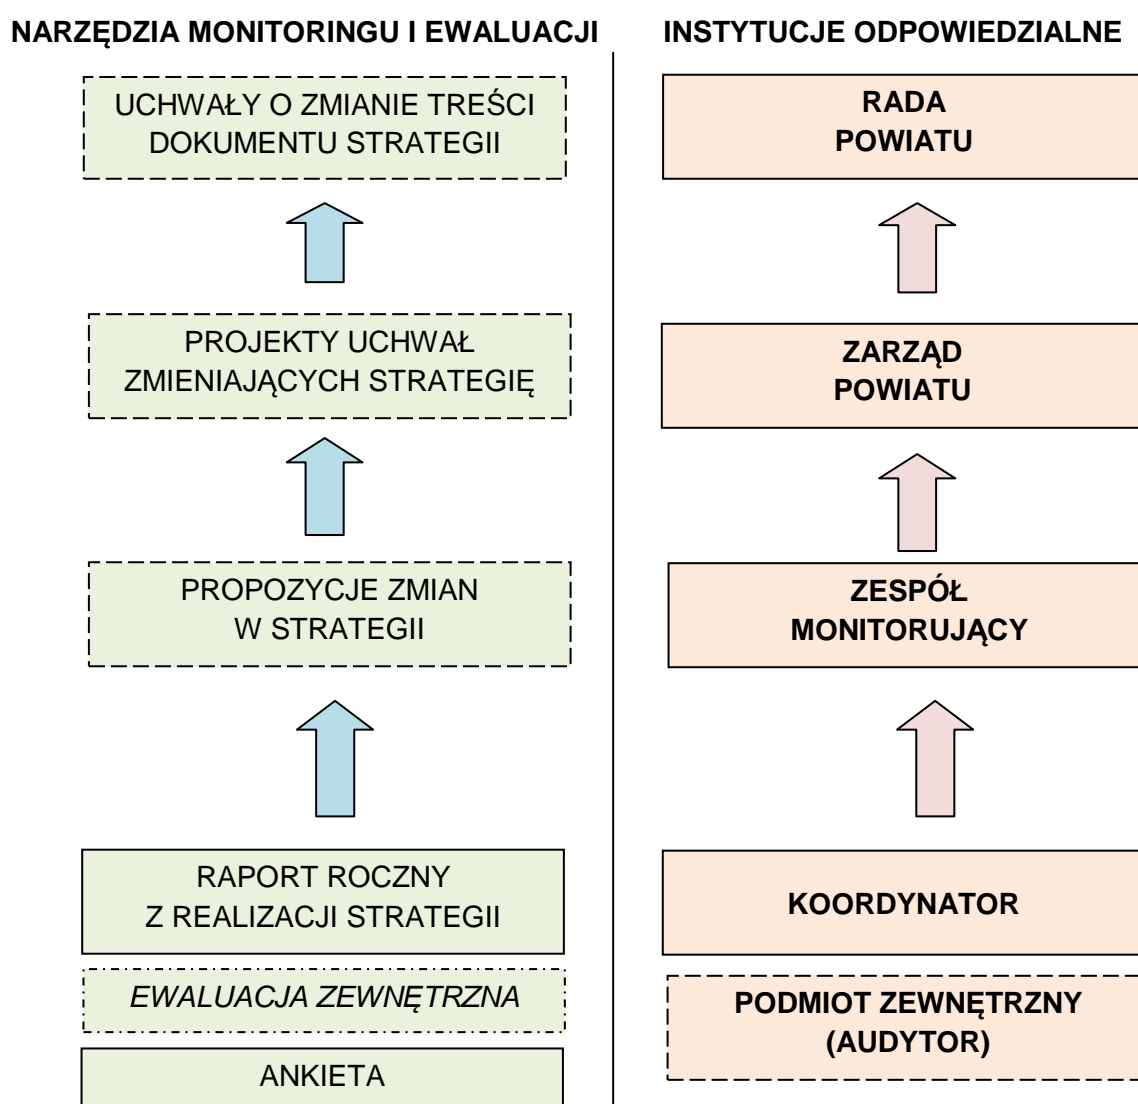 NARZĘDZIA MONITORINGU I EWALUACJI
UCHWAŁY O ZMIANIE TREŚCI
DOKUMENTU STRATEGII
PROJEKTY UCHWAŁ
ZMIENIAJĄCYCH STRATEGIĘ
PROPOZYCJE ZMIAN
W STRATEGII
RAPORT ROCZNY
Z REALIZACJI STRATEGII
EWALUACJA ZEWNĘTRZNA
ANKIETA
INSTYTUCJE ODPOWIEDZIALNE
RADA
POWIATU
ZARZĄD
POWIATU
ZESPÓŁ
MONITORUJĄCY
KOORDYNATOR
PODMIOT ZEWNĘTRZNY
(AUDYTOR)